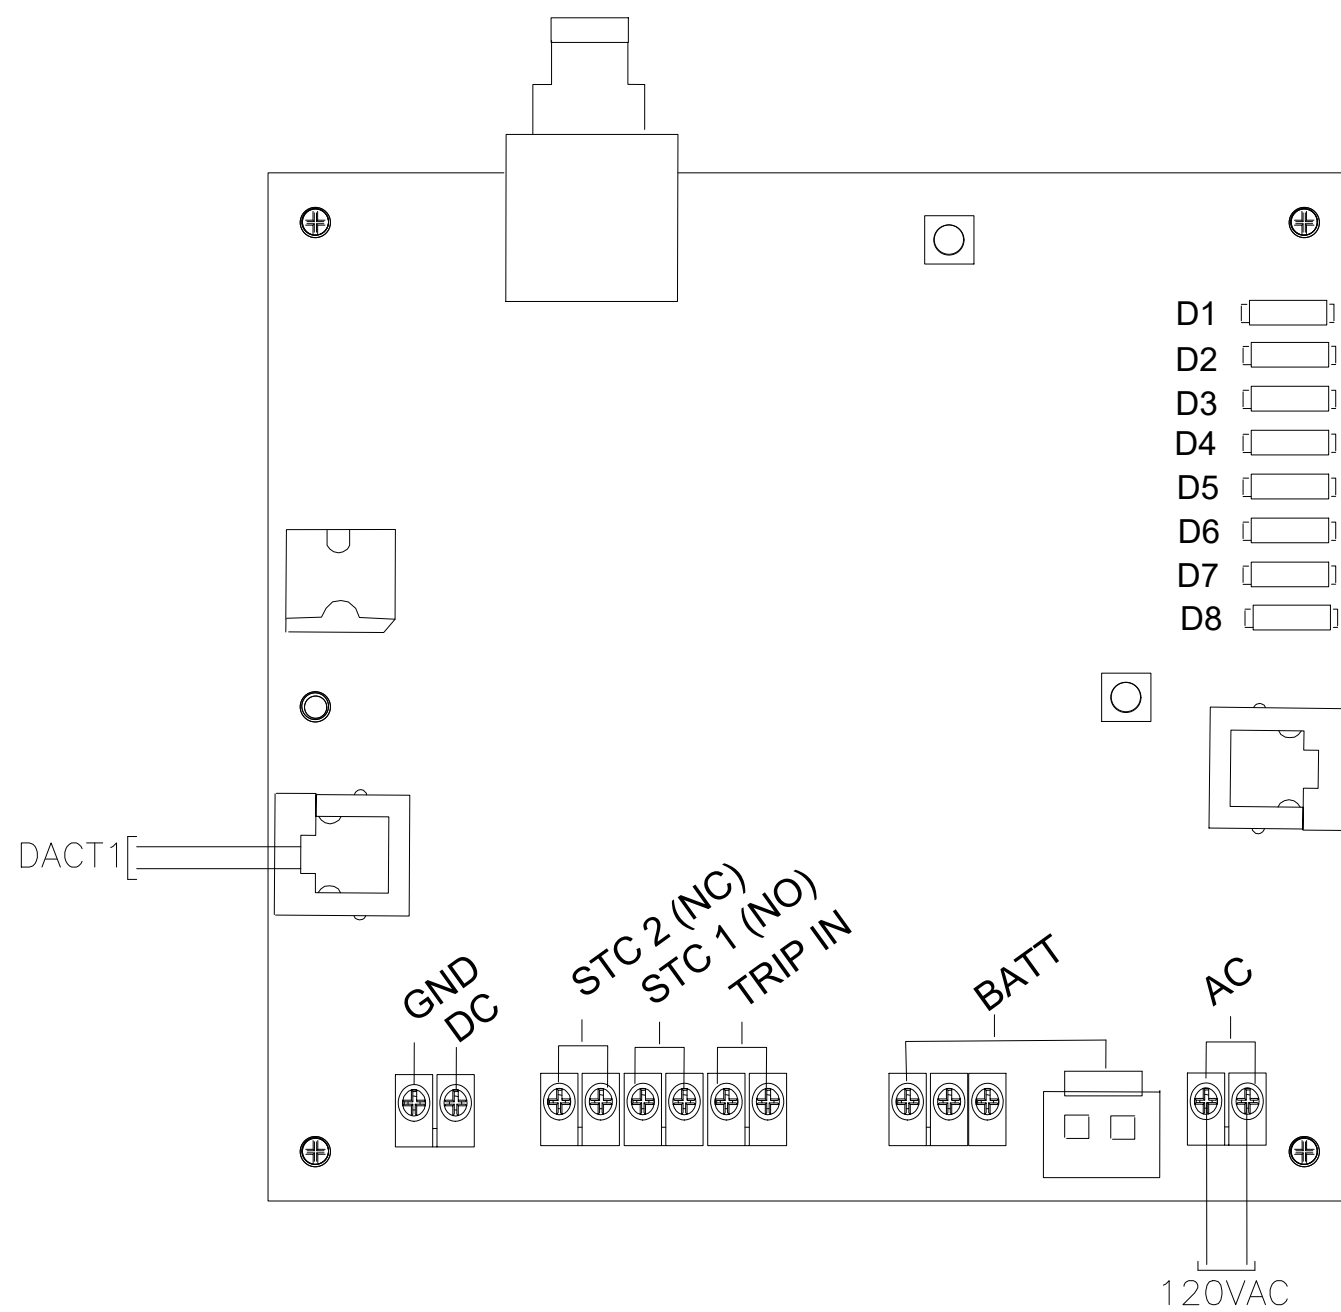 D1
D2
D3
D4
D5
D6
D7
D8
DACT1
GND
DC
STC 2 (NC)
STC 1 (NO)
TRIP IN
BATT
AC
120VAC